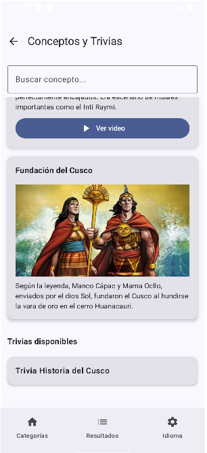 Conceptos y Trivias
Buscar concepto...
perfectamente encajados. Era escenario de rituales
importantes como el Inti Raymi.
Ver video
Fundación del Cusco
Según la leyenda, Manco Cápac y Mama Ocllo,
enviados por el dios Sol, fundaron el Cusco al hundirse
la vara de oro en el cerro Huanacauri.
Trivias disponibles
Trivia Historia del Cusco
Categorías
Resultados
Idioma